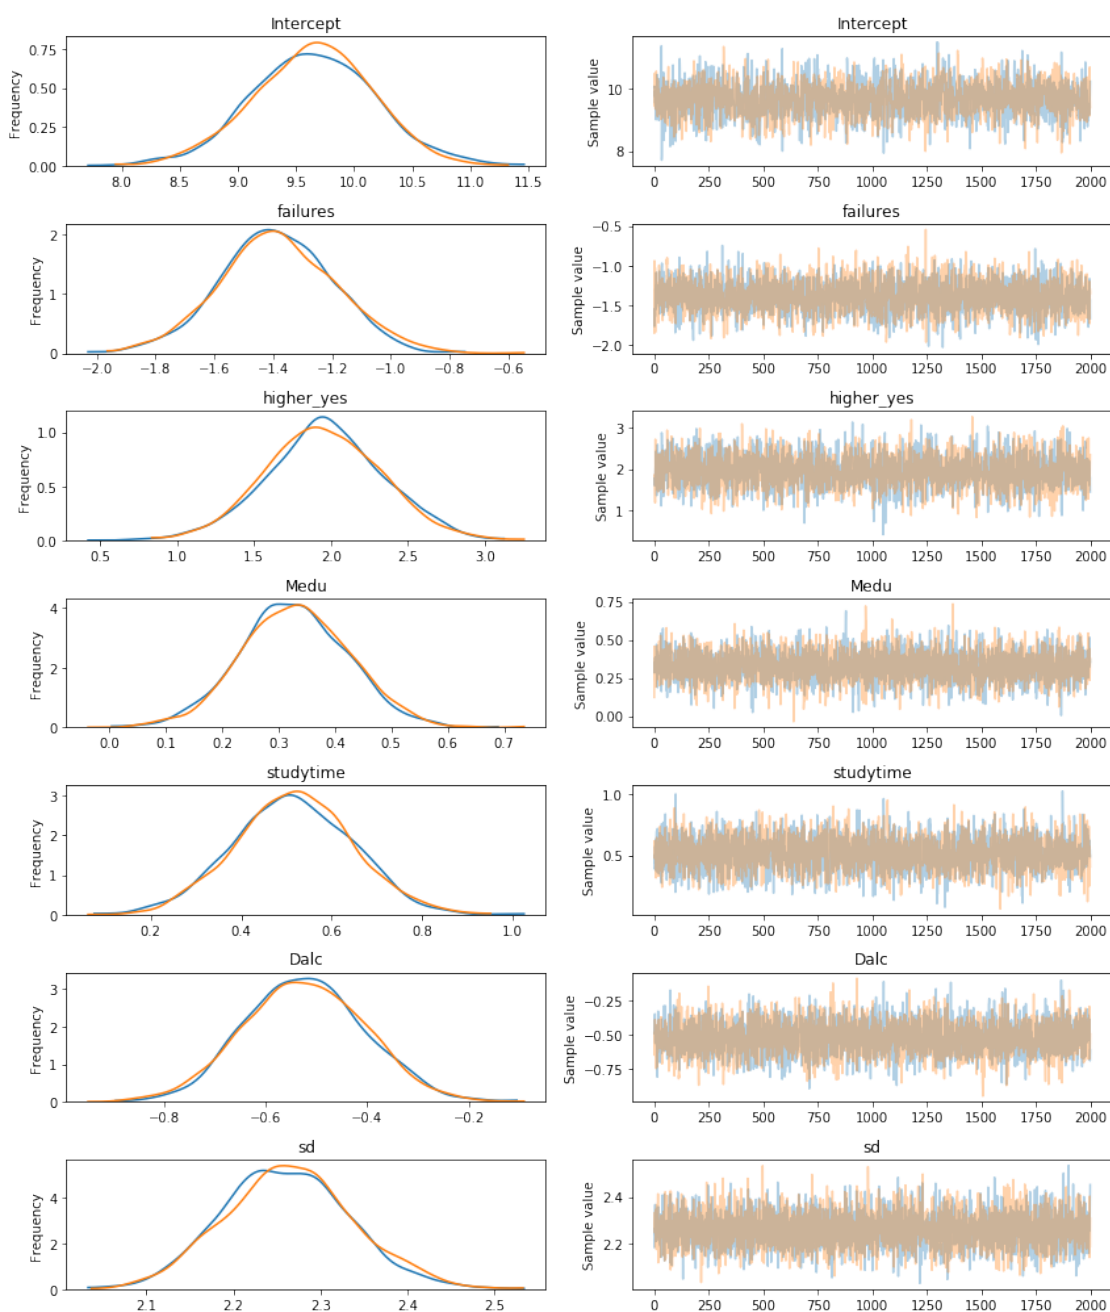 Intercept
Intercept
Frequency
0.75
0.50
0.25
0.00
8.0 8.5 9.0 9.5 10.0 10.5 11.0 11.5
Sample value
10
8
0 250 500 750 1000 1250 1500 1750 2000
failures
failures
Frequency
2
1
0
−2.0 −1.8 −1.6 −1.4 −1.2 −1.0 −0.8 −0.6
Sample value
−0.5
−1.0
−1.5
−2.0
0 250 500 750 1000 1250 1500 1750 2000
higher_yes
higher_yes
Frequency
1.0
0.5
0.0
0.5 1.0 1.5 2.0 2.5 3.0
Sample value
3
2
1
0 250 500 750 1000 1250 1500 1750 2000
Medu
Medu
Frequency
4
2
0
0.0 0.1 0.2 0.3 0.4 0.5 0.6 0.7
Sample value
0.75
0.50
0.25
0.00
0 250 500 750 1000 1250 1500 1750 2000
studytime
studytime
Frequency
3
2
1
0
0.2 0.4 0.6 0.8 1.0
Sample value
1.0
0.5
0 250 500 750 1000 1250 1500 1750 2000
Dalc
Dalc
Frequency
3
2
1
0
−0.8 −0.6 −0.4 −0.2
Sample value
−0.25
−0.50
−0.75
0 250 500 750 1000 1250 1500 1750 2000
sd
sd
Frequency
4
2
0
2.1 2.2 2.3 2.4 2.5
Sample value
2.4
2.2
0 250 500 750 1000 1250 1500 1750 2000